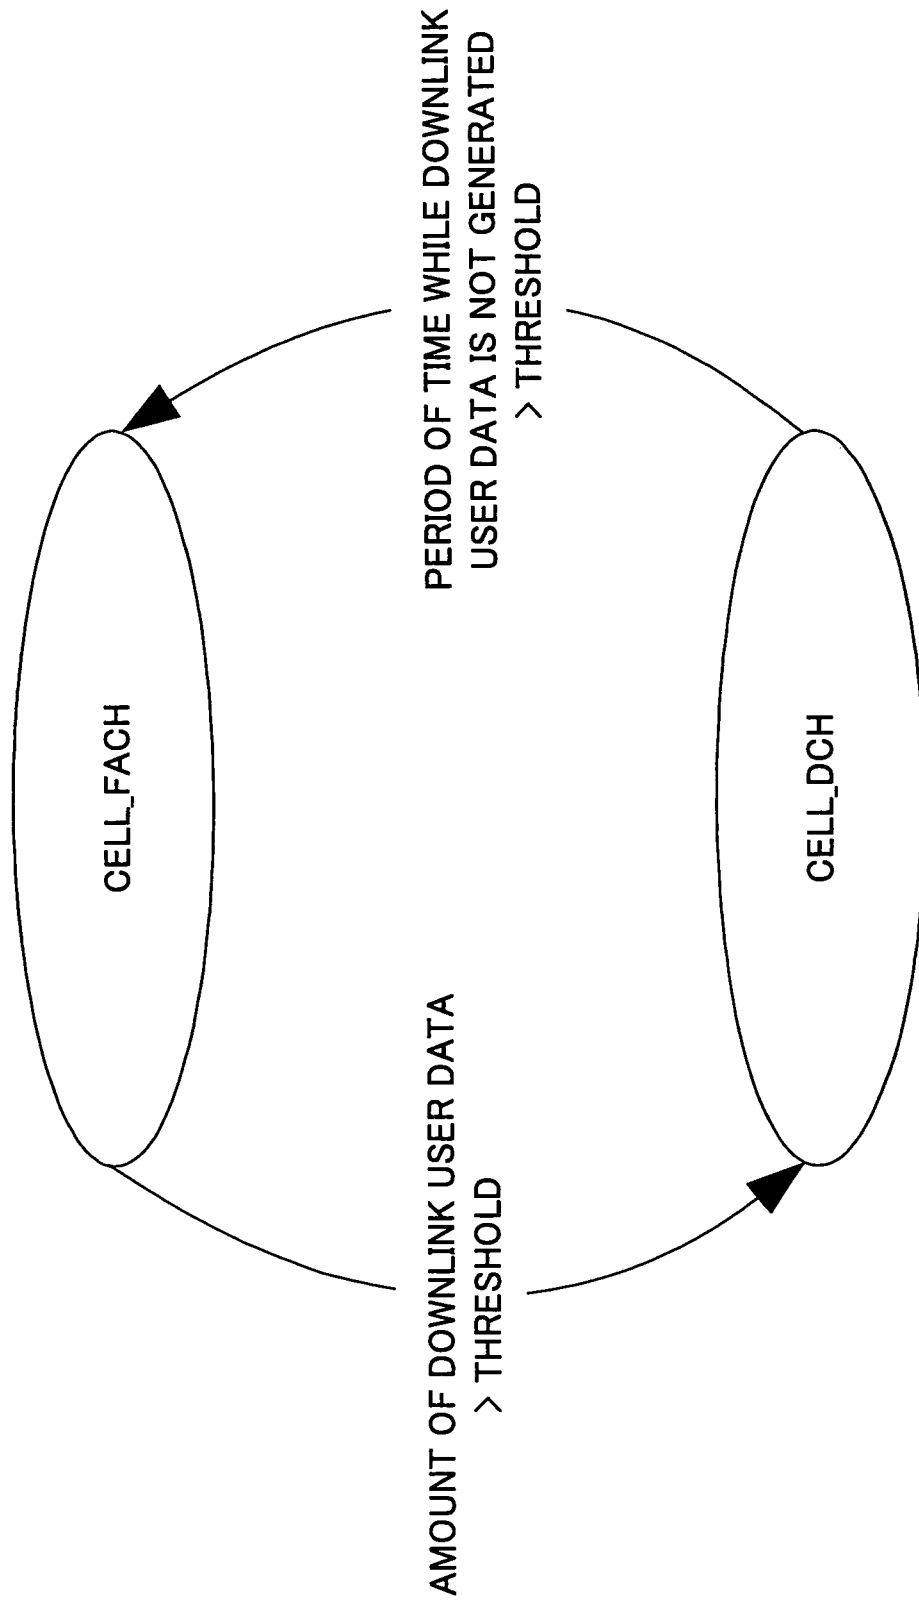 CELL_FACH
AMOUNT OF DOWNLINK USER DATA
> THRESHOLD
PERIOD OF TIME WHILE DOWNLINK
USER DATA IS NOT GENERATED
> THRESHOLD
CELL_DCH